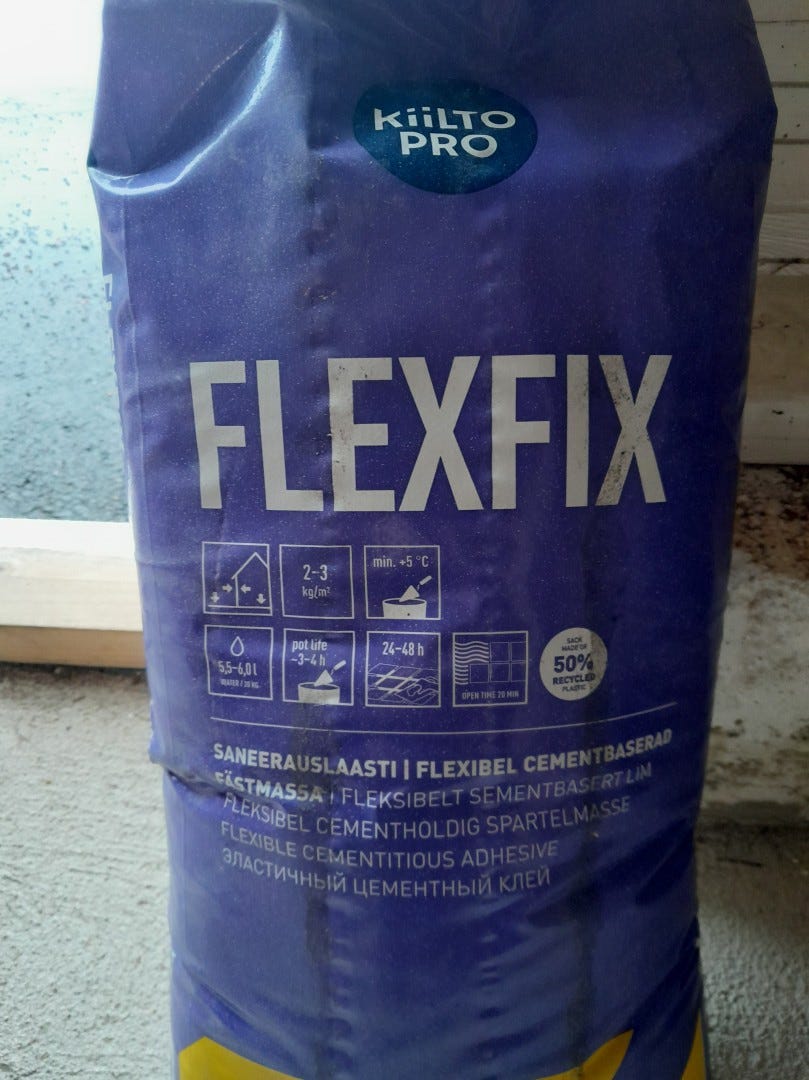 KiiLTO
PRO
FLEXFIX
2-3
kg/m²
min. +5 °C
5,5-6,0 l
WATER / 20 KG
pot life
~3-4 h
24-48 h
OPEN TIME 20 MIN
SACK
MADE OF
50%
RECYCLED
PLASTIC
SANEERAUSLAASTI | FLEXIBEL CEMENTBASERAD
FÄSTMASSA | FLEKSIBELT SEMENTBASERT LIM
FLEKSIBEL CEMENTHOLDIG SPARTELMASSE
FLEXIBLE CEMENTITIOUS ADHESIVE
ЭЛАСТИЧНЫЙ ЦЕМЕНТНЫЙ КЛЕЙ